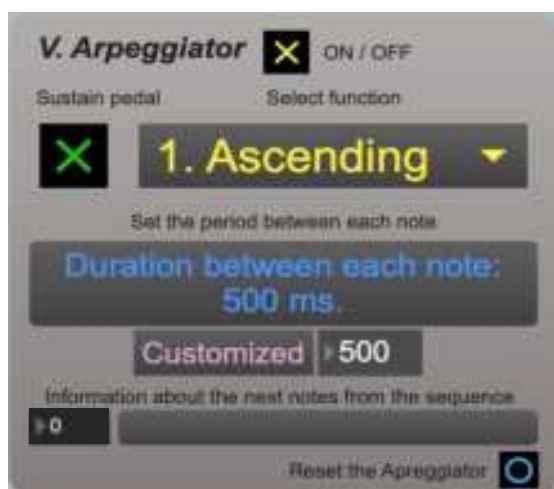 V. Arpeggiator ON / OFF
Sustain pedal Select function
1. Ascending
Set the period between each note
Duration between each note:
500 ms.
Customized 500
Information about the next notes from the sequence
0
Reset the Apreggiator